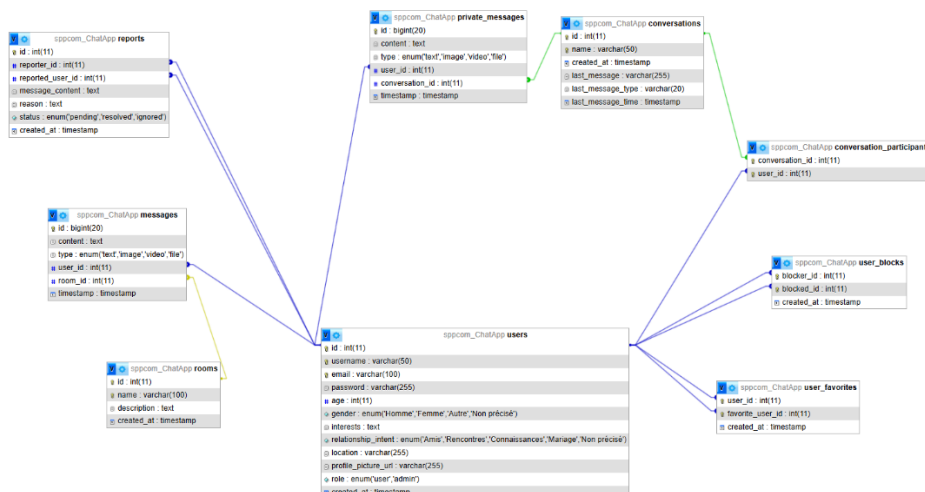 sppcom_ChatApp reports
id : int(11)
reporter_id : int(11)
reported_user_id : int(11)
message_content : text
reason : text
status : enum('pending','resolved','ignored')
created_at : timestamp
sppcom_ChatApp private_messages
id : bigint(20)
content : text
type : enum('text','image','video','file')
user_id : int(11)
conversation_id : int(11)
timestamp : timestamp
sppcom_ChatApp conversations
id : int(11)
name : varchar(50)
created_at : timestamp
last_message : varchar(255)
last_message_type : varchar(20)
last_message_time : timestamp
sppcom_ChatApp conversation_participant
conversation_id : int(11)
user_id : int(11)
sppcom_ChatApp messages
id : bigint(20)
content : text
type : enum('text','image','video','file')
user_id : int(11)
room_id : int(11)
timestamp : timestamp
sppcom_ChatApp user_blocks
blocker_id : int(11)
blocked_id : int(11)
created_at : timestamp
sppcom_ChatApp users
id : int(11)
username : varchar(50)
email : varchar(100)
password : varchar(255)
age : int(11)
gender : enum('Homme','Femme','Autre','Non précisé')
interests : text
relationship_intent : enum('Amis','Rencontres','Connaissances','Mariage','Non précisé')
location : varchar(255)
profile_picture_url : varchar(255)
role : enum('user','admin')
created_at : timestamp
sppcom_ChatApp rooms
id : int(11)
name : varchar(100)
description : text
created_at : timestamp
sppcom_ChatApp user_favorites
user_id : int(11)
favorite_user_id : int(11)
created_at : timestamp